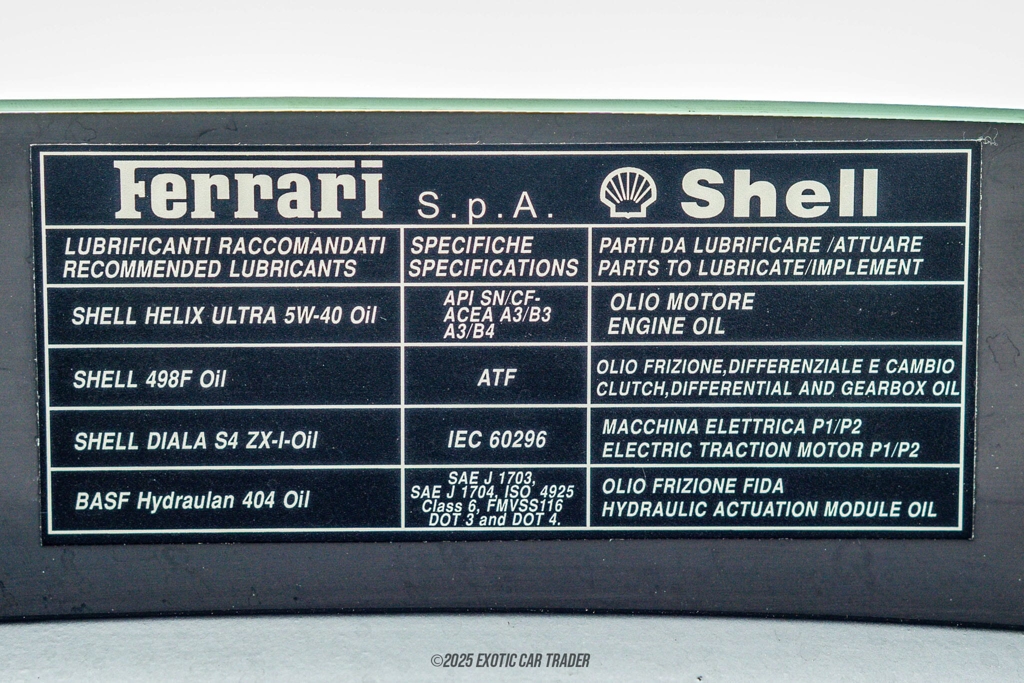 Ferrari S.p.A. Shell
LUBRIFICANTI RACCOMANDATI
RECOMMENDED LUBRICANTS
SPECIFICHE
SPECIFICATIONS
PARTI DA LUBRIFICARE /ATTUARE
PARTS TO LUBRICATE/IMPLEMENT
SHELL HELIX ULTRA 5W-40 Oil
API SN/CF-
ACEA A3/B3
A3/B4
OLIO MOTORE
ENGINE OIL
SHELL 498F Oil
ATF
OLIO FRIZIONE,DIFFERENZIALE E CAMBIO
CLUTCH,DIFFERENTIAL AND GEARBOX OIL
SHELL DIALA S4 ZX-I-Oil
IEC 60296
MACCHINA ELETTRICA P1/P2
ELECTRIC TRACTION MOTOR P1/P2
BASF Hydraulan 404 Oil
SAE J 1703,
SAE J 1704, ISO 4925
Class 6, FMVSS116
DOT 3 and DOT 4.
OLIO FRIZIONE FIDA
HYDRAULIC ACTUATION MODULE OIL
©2025 EXOTIC CAR TRADER